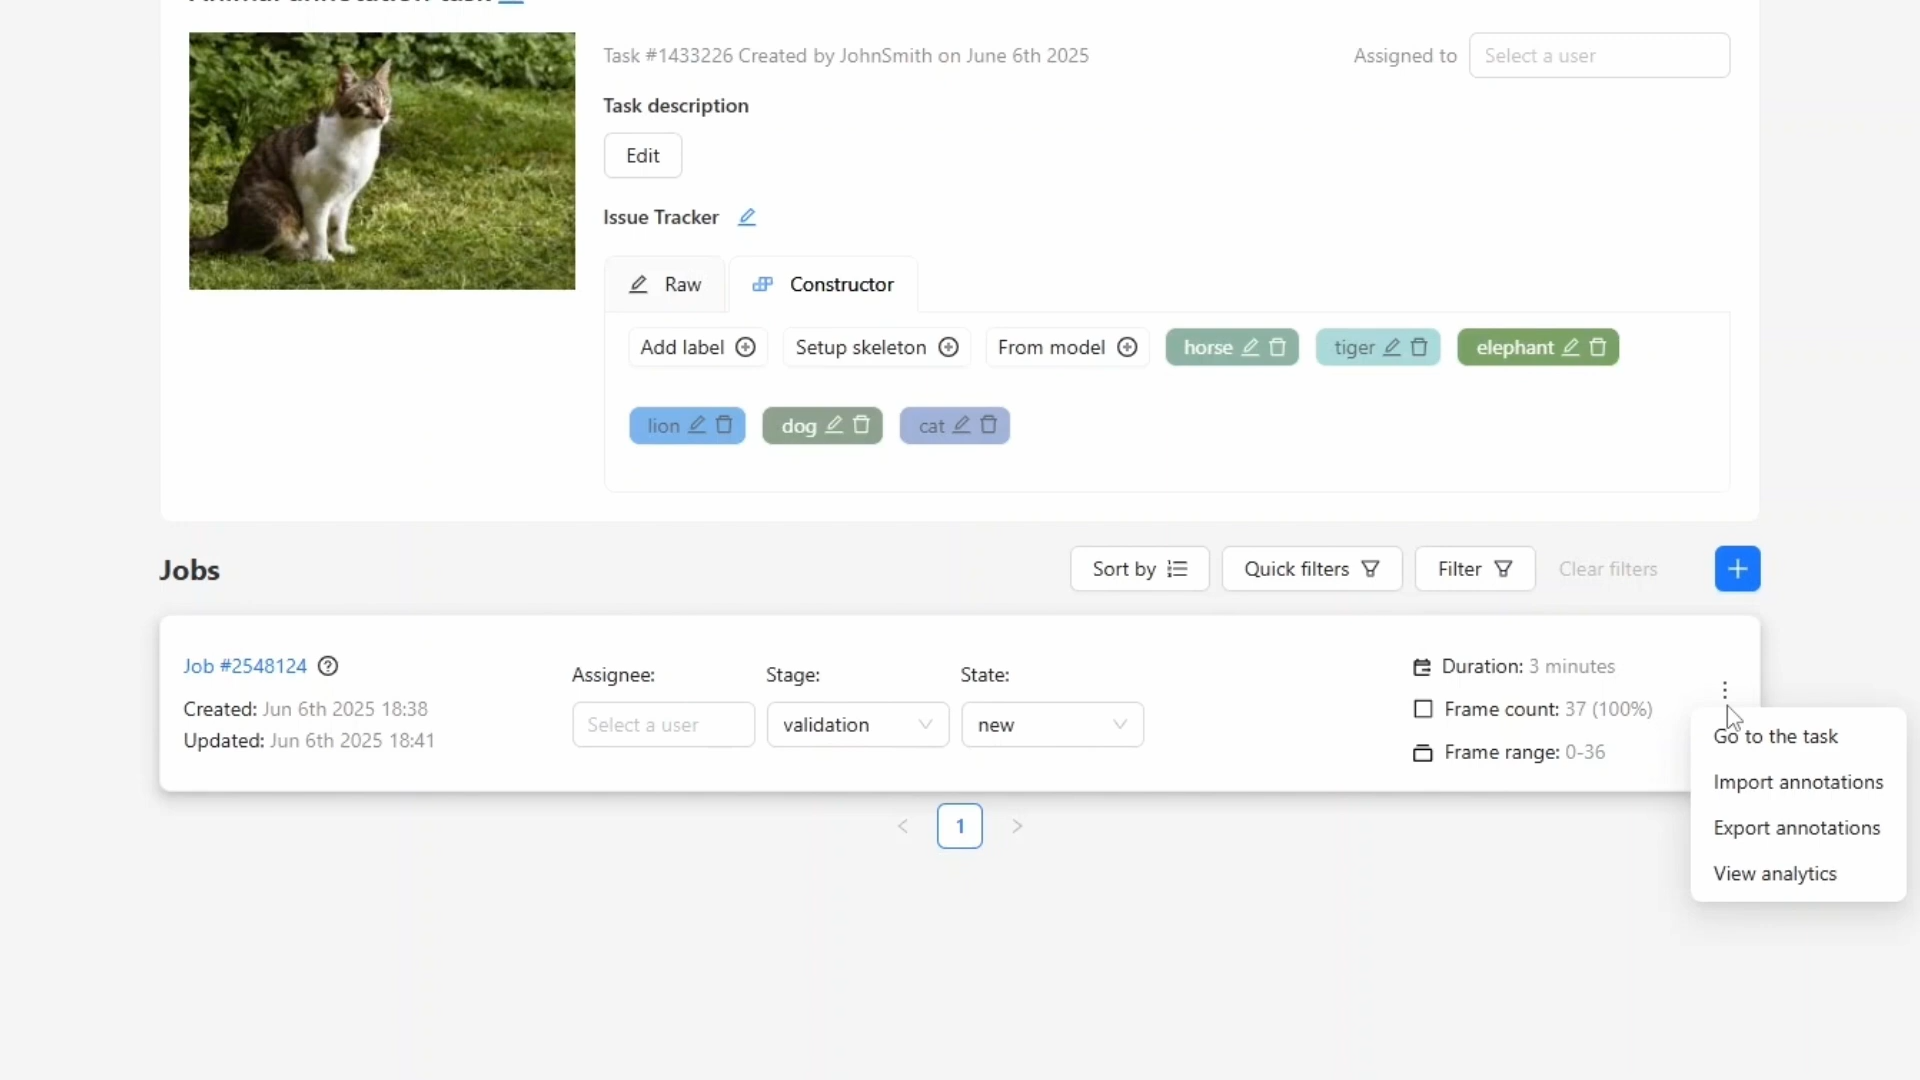 Task #1433226 Created by JohnSmith on June 6th 2025
Assigned to
Select a user
Task description
Edit
Issue Tracker
Raw
Constructor
Add label
Setup skeleton
From model
horse
tiger
elephant
lion
dog
cat
Jobs
Sort by
Quick filters
Filter
Clear filters
Job #2548124
Created: Jun 6th 2025 18:38
Updated: Jun 6th 2025 18:41
Assignee:
Select a user
Stage:
validation
State:
new
Duration: 3 minutes
Frame count: 37 (100%)
Frame range: 0-36
Go to the task
Import annotations
Export annotations
View analytics
1